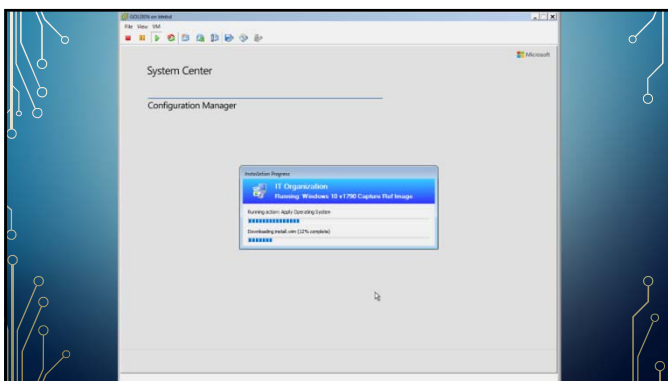 GOLDEN on
File View VM
Microsoft
System Center
Configuration Manager
Installation Progress
IT Organization
Running: Windows 10 x1790 Capture Ref Image
Running action: Apply Operating System
Downloading install.wim (12% complete)